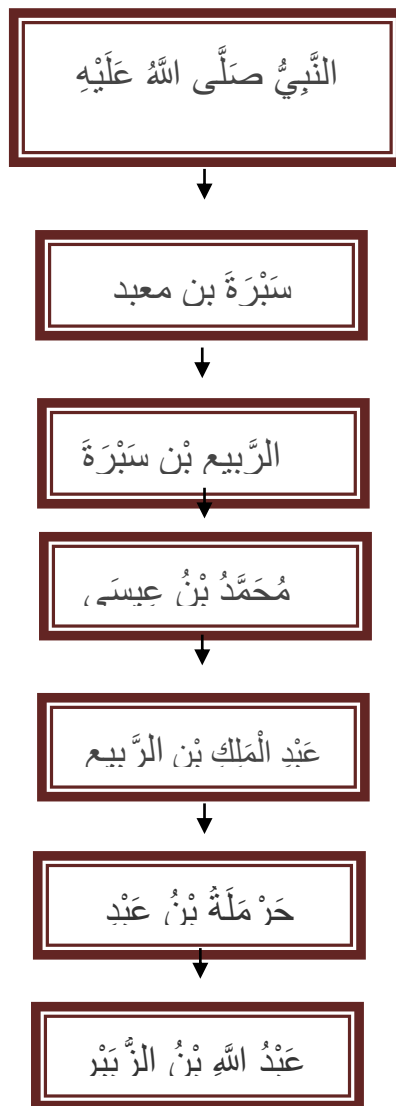 النَّبِيُّ صَلَّى اللَّهُ عَلَيْهِ
سَبْرَةَ بن معبد
الرَّبِيعِ بْنِ سَبْرَةَ
مُحَمَّدُ بْنُ عِيسَى
عَبْدِ الْمَلِكِ بْنِ الرَّبِيعِ
حَرْمَلَةُ بْنُ عَبْدِ
عَبْدُ اللَّهِ بْنُ الزُّبَيْرِ